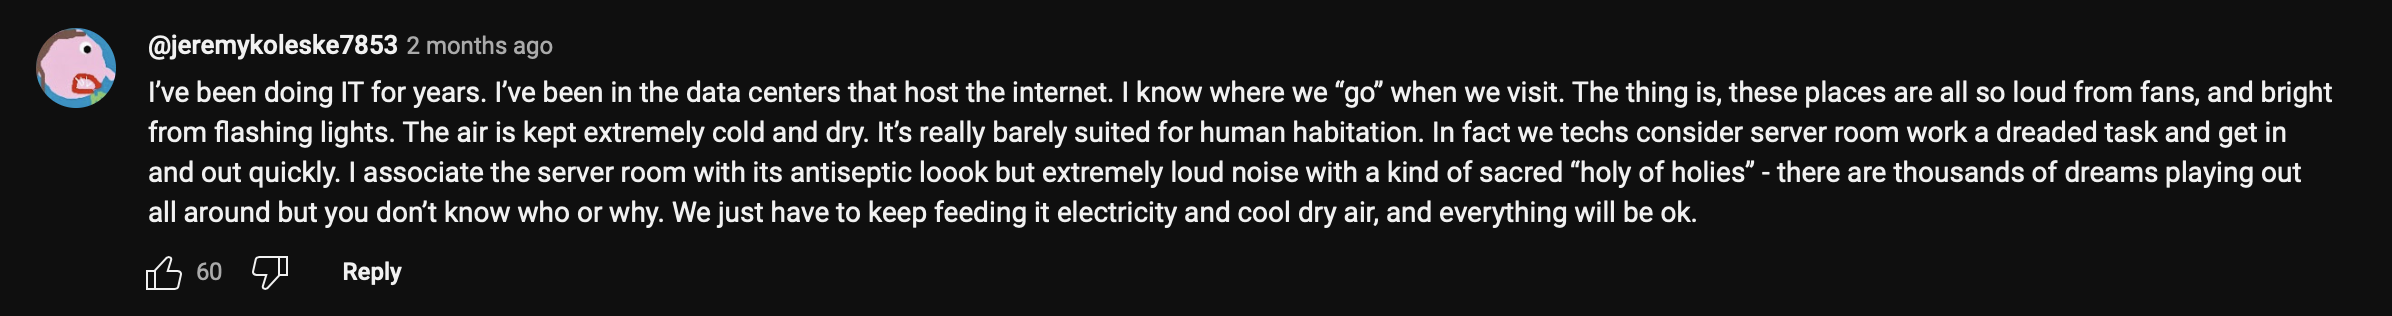 @jeremykoleske7853 2 months ago
I’ve been doing IT for years. I’ve been in the data centers that host the internet. I know where we “go” when we visit. The thing is, these places are all so loud from fans, and bright
from flashing lights. The air is kept extremely cold and dry. It’s really barely suited for human habitation. In fact we techs consider server room work a dreaded task and get in
and out quickly. I associate the server room with its antiseptic loook but extremely loud noise with a kind of sacred “holy of holies” - there are thousands of dreams playing out
all around but you don’t know who or why. We just have to keep feeding it electricity and cool dry air, and everything will be ok.
60 Reply